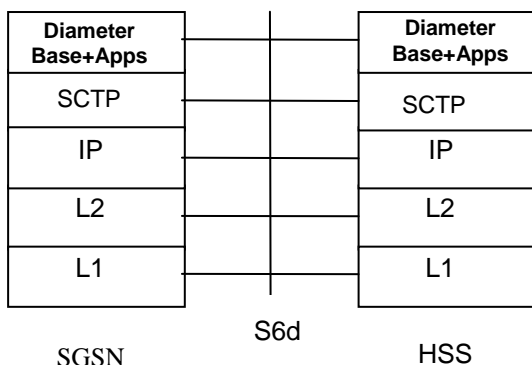 Diameter
Base+Apps
SCTP
IP
L2
L1
Diameter
Base+Apps
SCTP
IP
L2
L1
S6d
SGSN
HSS